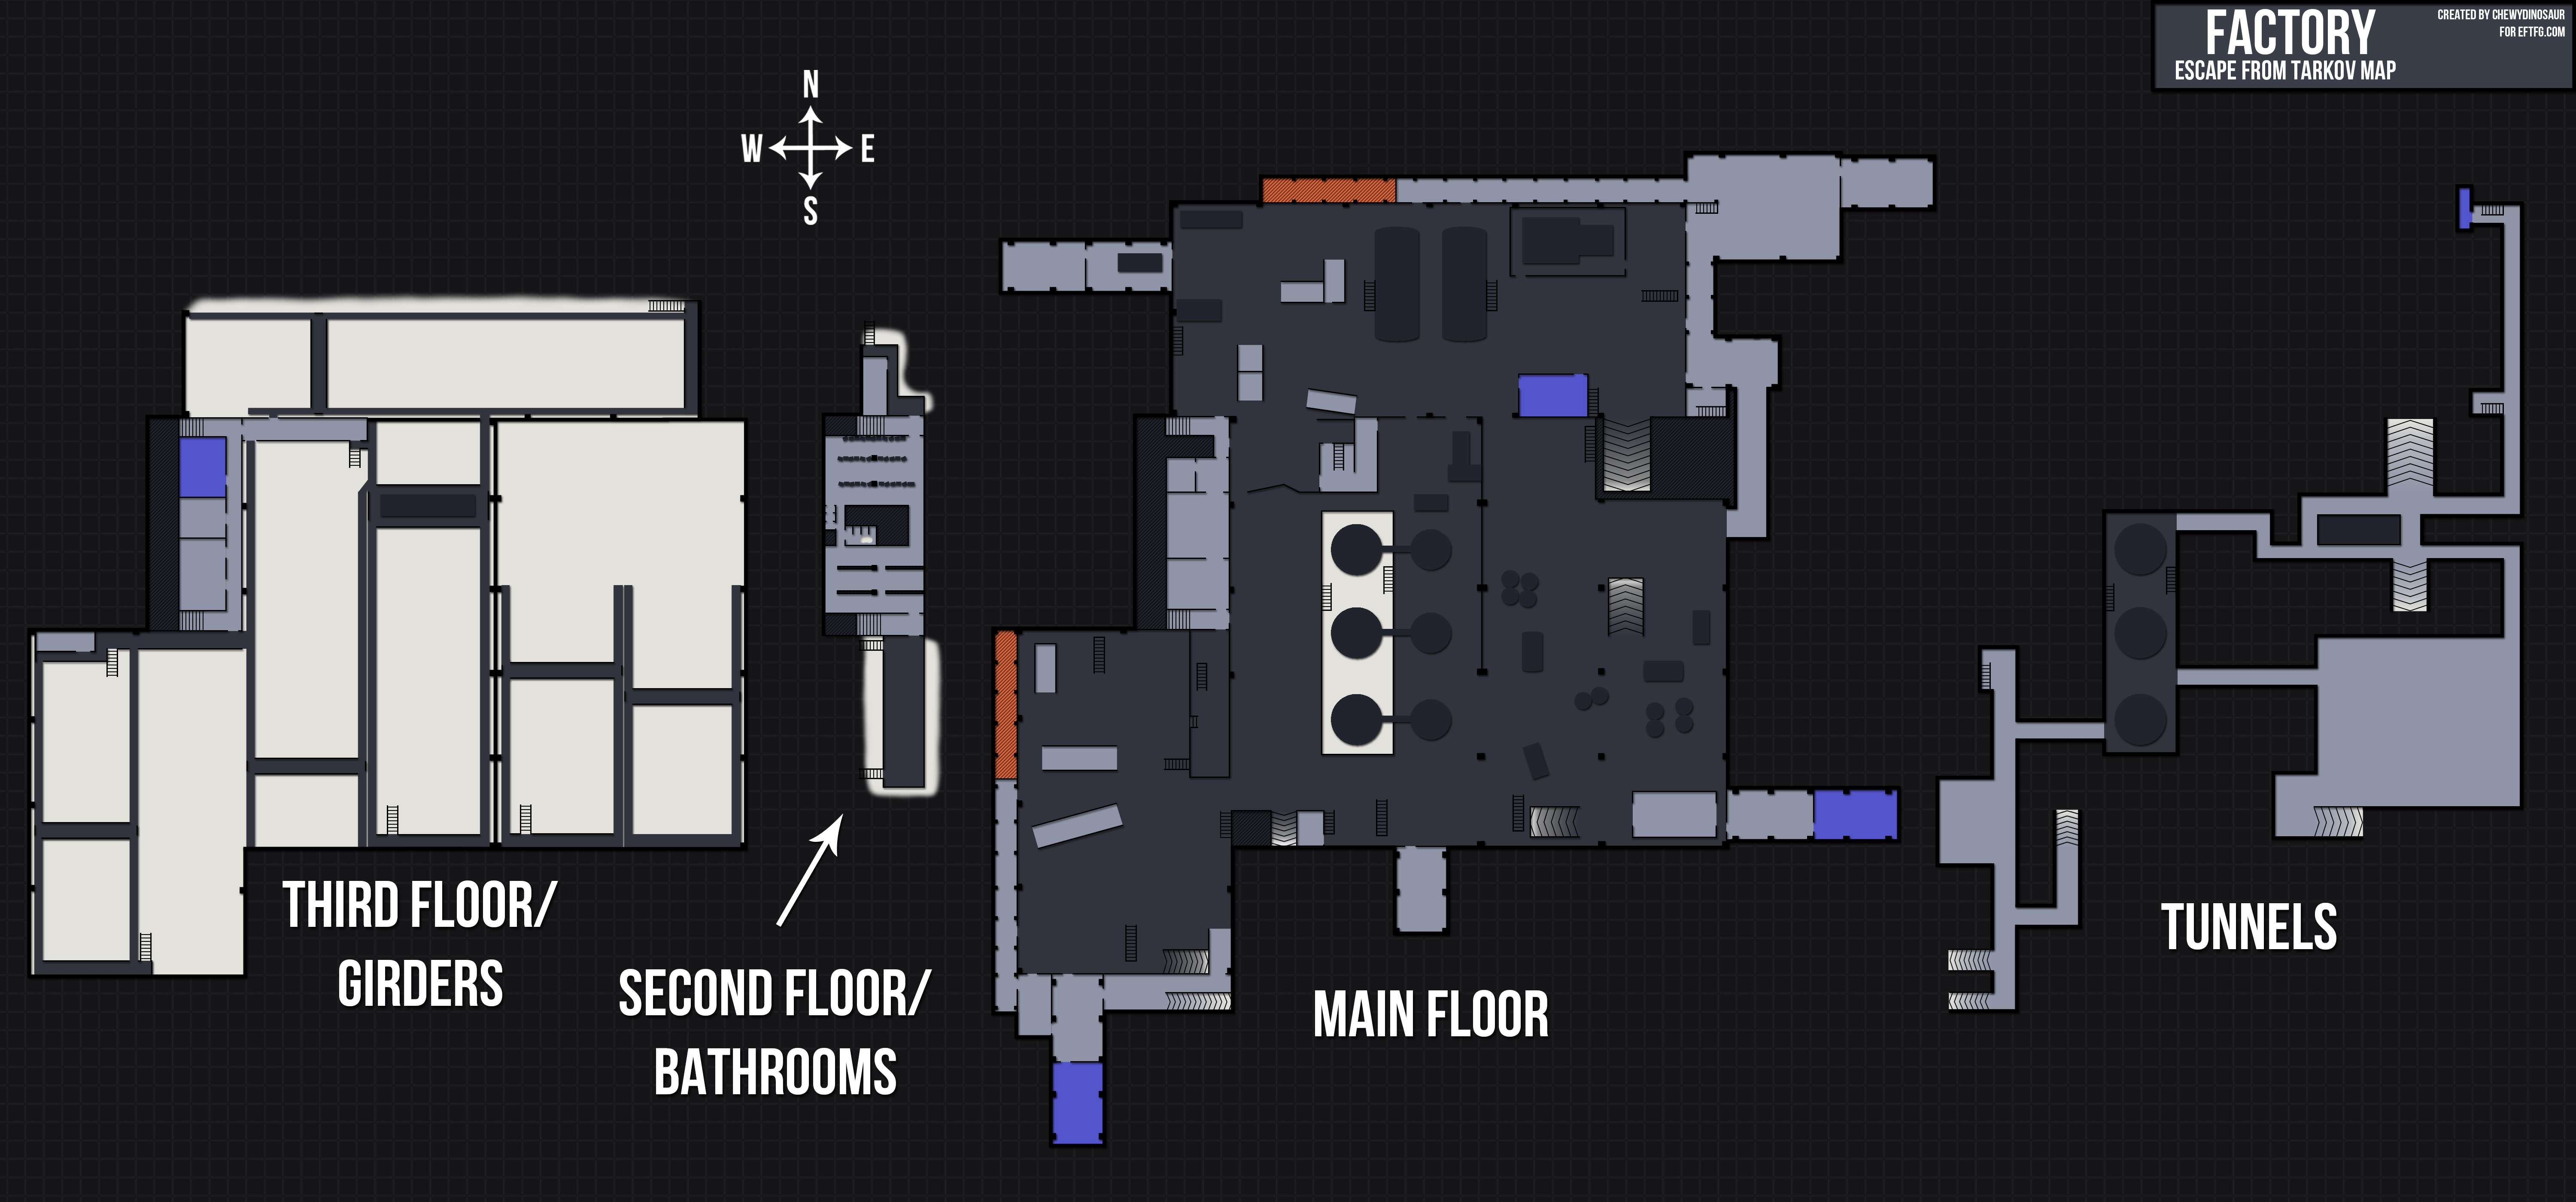 FACTORY
ESCAPE FROM TARKOV MAP
CREATED BY CHEWYDINOSAUR
FOR EFTFG.COM
N
W E
S
THIRD FLOOR/
GIRDERS
SECOND FLOOR/
BATHROOMS
MAIN FLOOR
TUNNELS